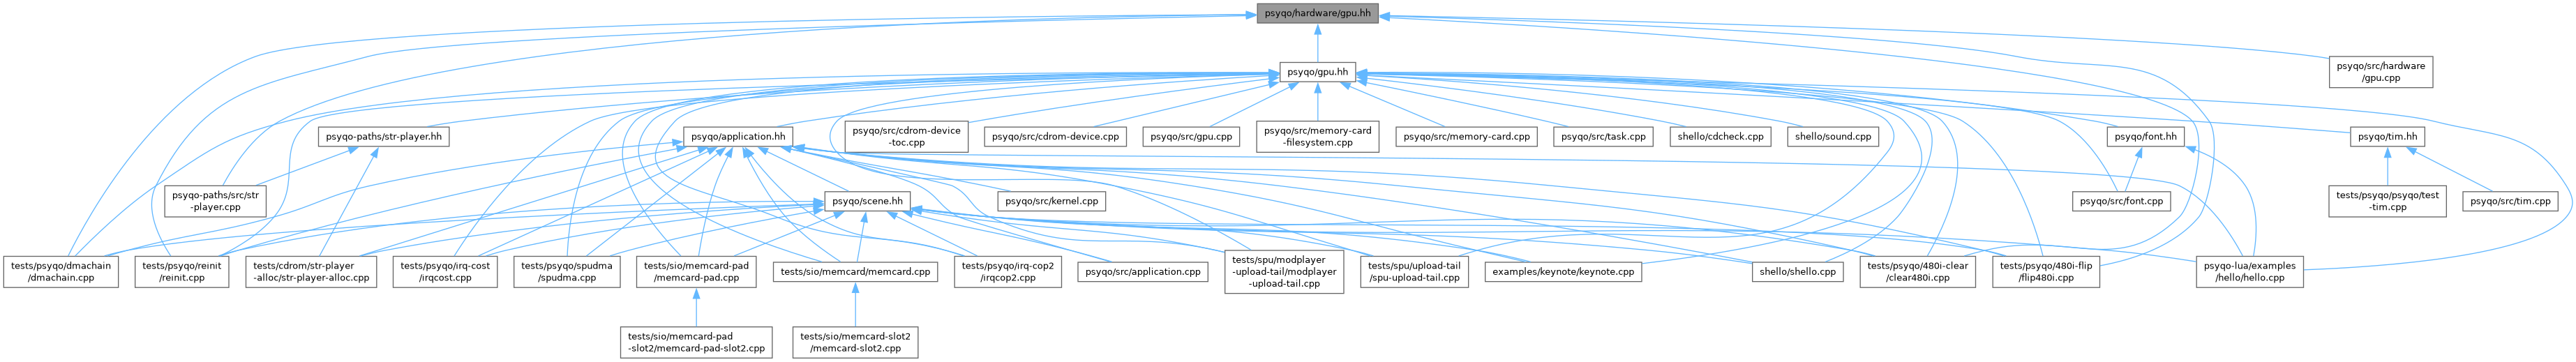 psyqo/hardware/gpu.hh
psyqo/gpu.hh
psyqo/src/hardware
/gpu.cpp
psyqo-paths/str-player.hh
psyqo/application.hh
psyqo/src/cdrom-device
-toc.cpp
psyqo/src/cdrom-device.cpp
psyqo/src/gpu.cpp
psyqo/src/memory-card
-filesystem.cpp
psyqo/src/memory-card.cpp
psyqo/src/task.cpp
shello/cdcheck.cpp
shello/sound.cpp
psyqo/font.hh
psyqo/tim.hh
psyqo-paths/src/str
-player.cpp
psyqo/scene.hh
psyqo/src/kernel.cpp
psyqo/src/font.cpp
tests/psyqo/psyqo/test
-tim.cpp
psyqo/src/tim.cpp
tests/psyqo/dmachain
/dmachain.cpp
tests/psyqo/reinit
/reinit.cpp
tests/cdrom/str-player
-alloc/str-player-alloc.cpp
tests/psyqo/irq-cost
/irqcost.cpp
tests/psyqo/spudma
/spudma.cpp
tests/sio/memcard-pad
/memcard-pad.cpp
tests/sio/memcard/memcard.cpp
tests/psyqo/irq-cop2
/irqcop2.cpp
psyqo/src/application.cpp
tests/spu/modplayer
-upload-tail/modplayer
-upload-tail.cpp
tests/spu/upload-tail
/spu-upload-tail.cpp
examples/keynote/keynote.cpp
shello/shello.cpp
tests/psyqo/480i-clear
/clear480i.cpp
tests/psyqo/480i-flip
/flip480i.cpp
psyqo-lua/examples
/hello/hello.cpp
tests/sio/memcard-pad
-slot2/memcard-pad-slot2.cpp
tests/sio/memcard-slot2
/memcard-slot2.cpp